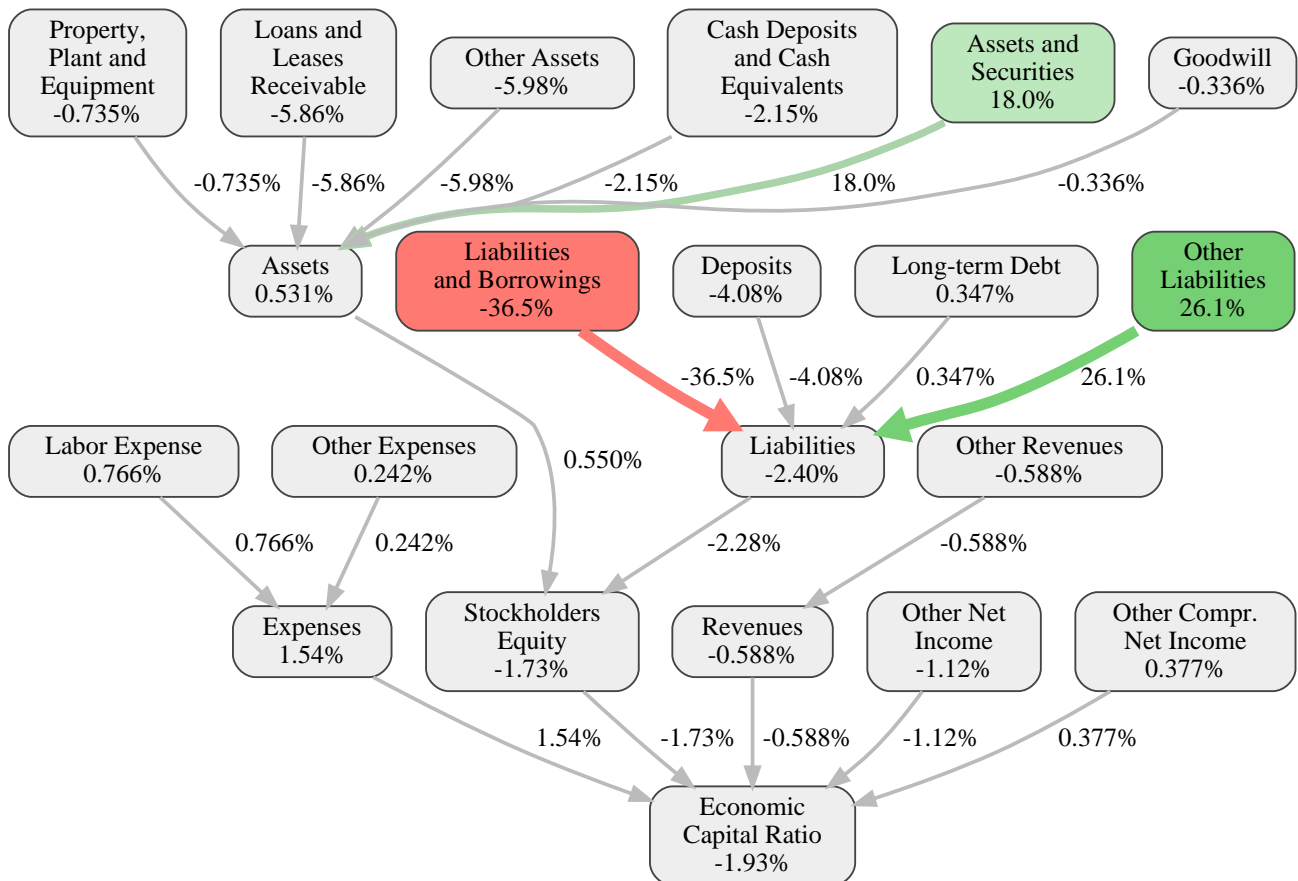 Property,
Plant and
Equipment
-0.735%
Loans and
Leases
Receivable
-5.86%
Other Assets
-5.98%
Cash Deposits
and Cash
Equivalents
-2.15%
Assets and
Securities
18.0%
Goodwill
-0.336%
-0.735%
-5.86%
-5.98%
-2.15%
18.0%
-0.336%
Assets
0.531%
Liabilities
and Borrowings
-36.5%
Deposits
-4.08%
Long-term Debt
0.347%
Other
Liabilities
26.1%
-36.5%
-4.08%
0.347%
26.1%
Labor Expense
0.766%
Other Expenses
0.242%
0.550%
Liabilities
-2.40%
Other Revenues
-0.588%
0.766%
0.242%
-2.28%
-0.588%
Expenses
1.54%
Stockholders
Equity
-1.73%
Revenues
-0.588%
Other Net
Income
-1.12%
Other Compr.
Net Income
0.377%
1.54%
-1.73%
-0.588%
-1.12%
0.377%
Economic
Capital Ratio
-1.93%